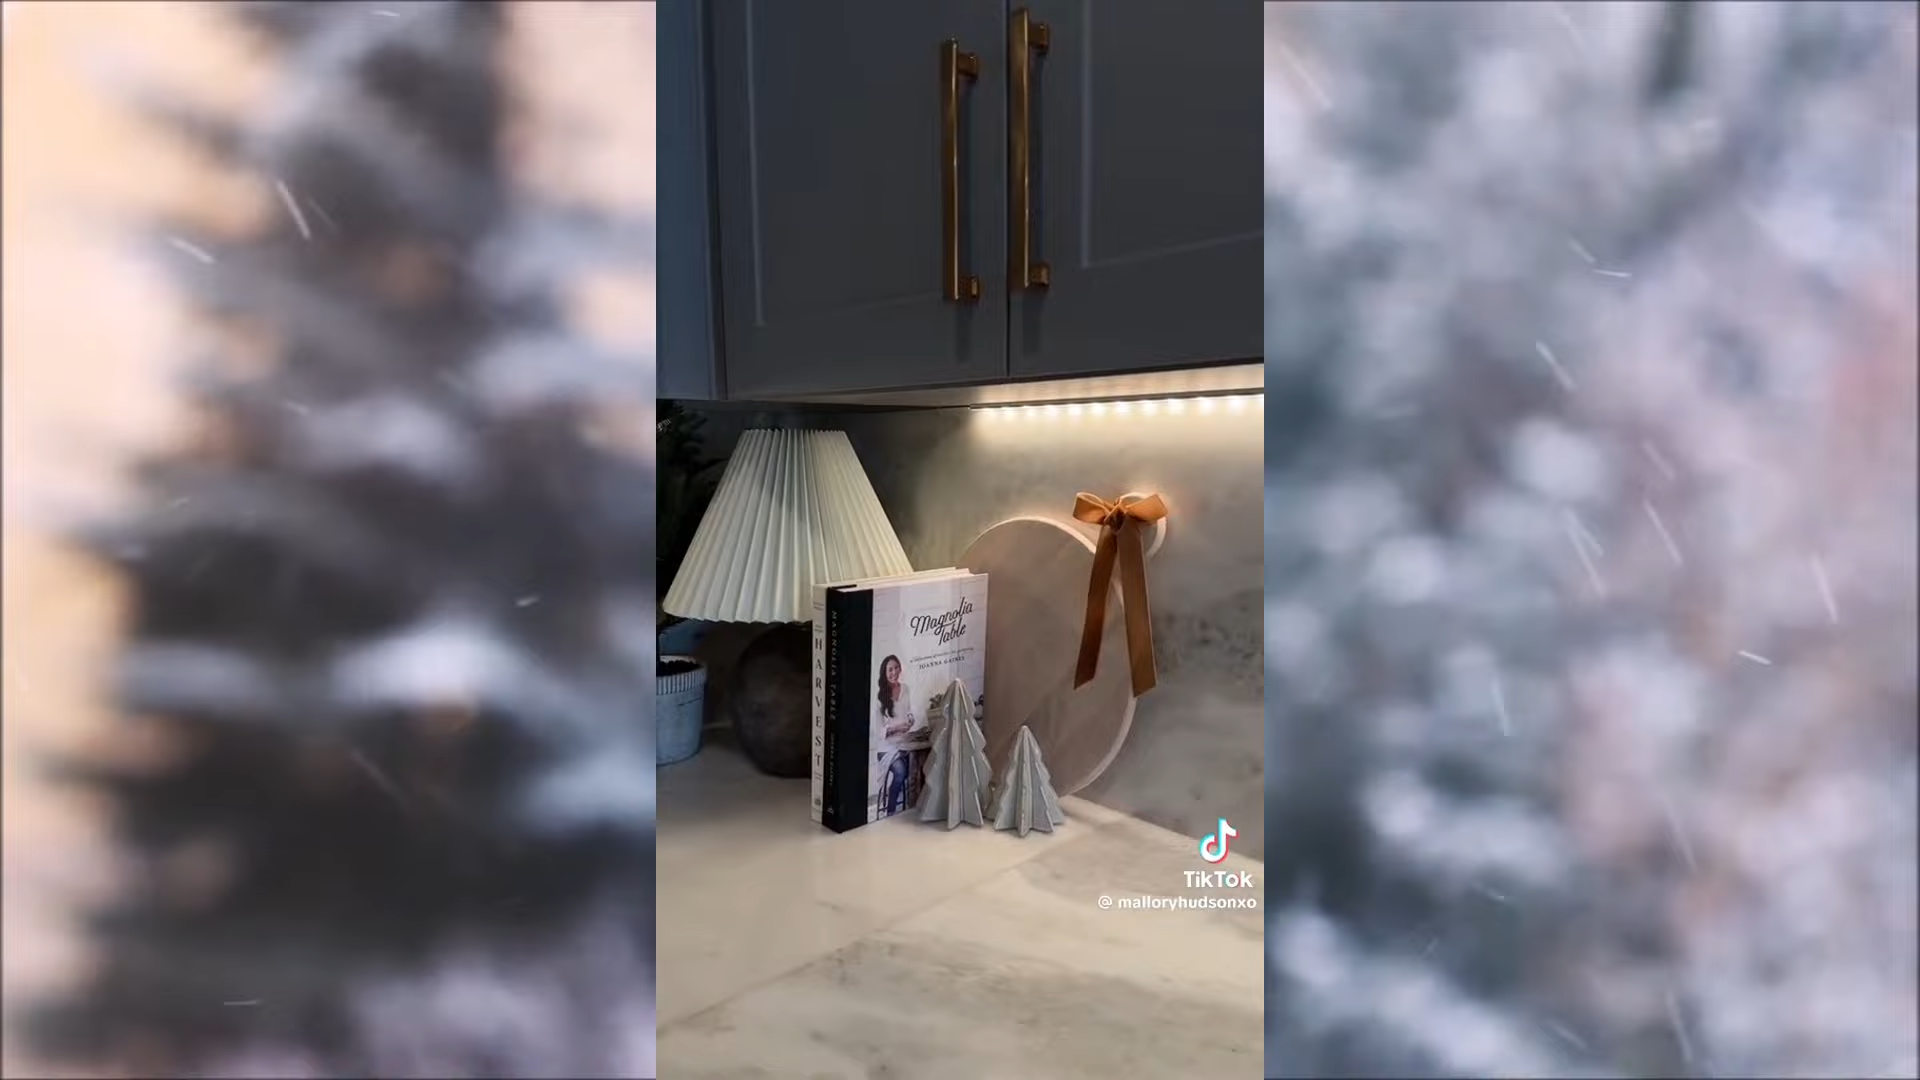 HARVEST
MAGNOLIA TABLE
Magnolia
Table
JOANNA GAINES
TikTok
@ malloryhudsonxo